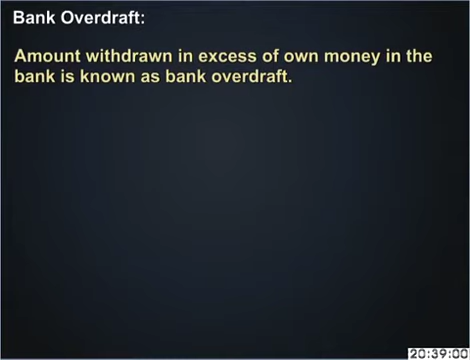 Bank Overdraft:
Amount withdrawn in excess of own money in the
bank is known as bank overdraft.
20:39:00